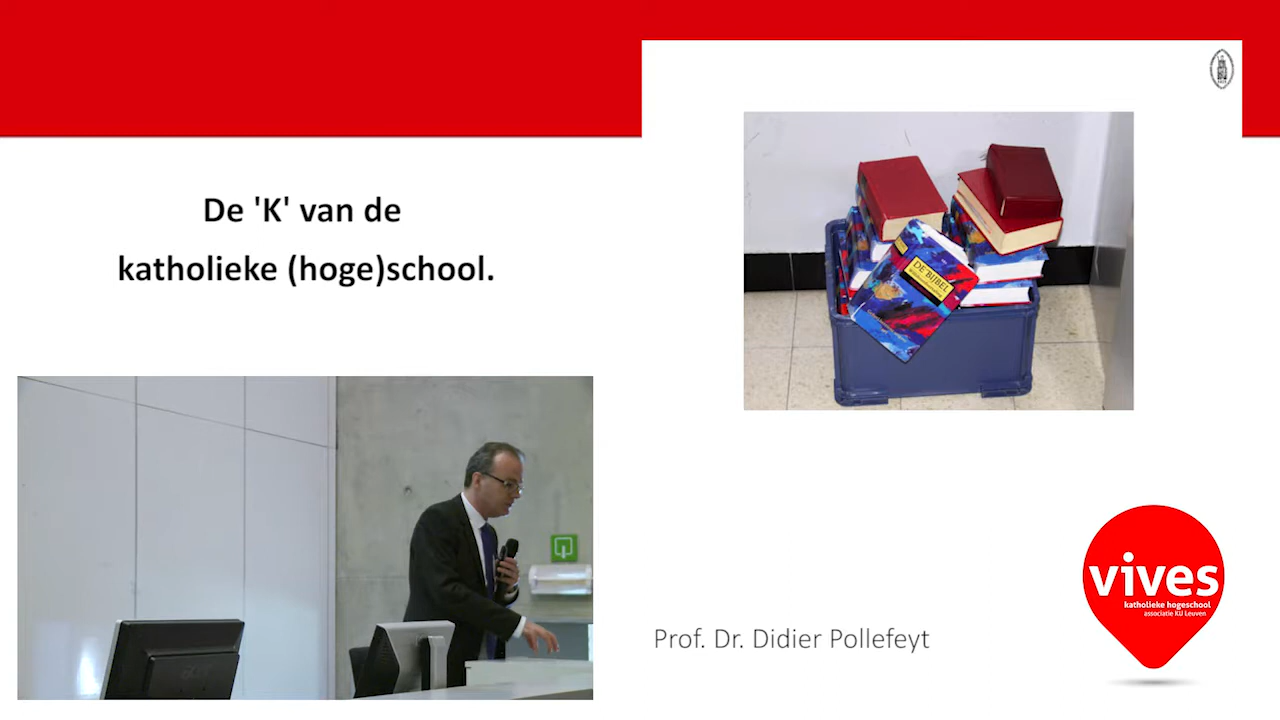 De 'K' van de
katholieke (hoge)school.
DE BIJBEL
Prof. Dr. Didier Pollefeyt
vives
katholieke hogeschool
associatie KU Leuven